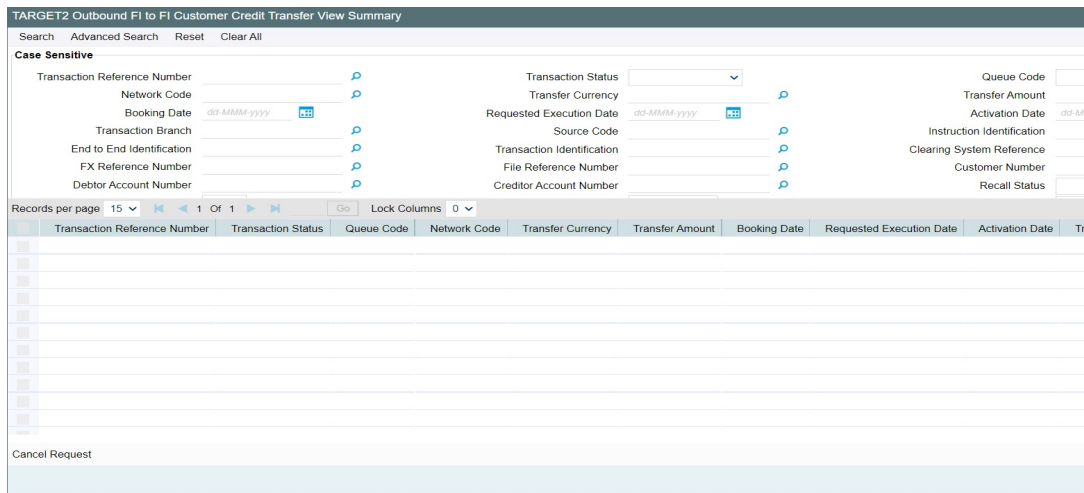 TARGET2 Outbound FI to FI Customer Credit Transfer View Summary
Search Advanced Search Reset Clear All
Case Sensitive
Transaction Reference Number Transaction Status Queue Code
Network Code Transfer Currency Transfer Amount
Booking Date dd-MMM-yyyy Requested Execution Date dd-MMM-yyyy Activation Date dd-M
Transaction Branch Source Code Instruction Identification
End to End Identification Transaction Identification Clearing System Reference
FX Reference Number File Reference Number Customer Number
Debtor Account Number Creditor Account Number Recall Status
Records per page 15 1 Of 1 Go Lock Columns 0
Transaction Reference Number Transaction Status Queue Code Network Code Transfer Currency Transfer Amount Booking Date Requested Execution Date Activation Date Tr
Cancel Request